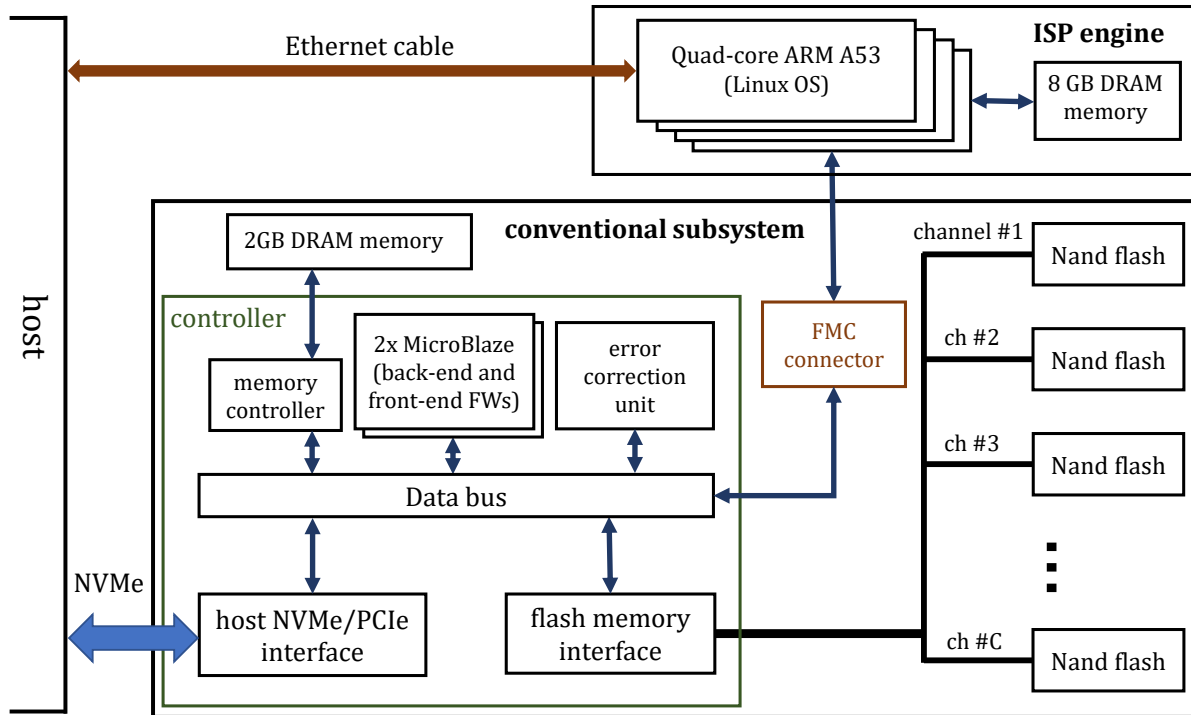 Ethernet cable
Quad-core ARM A53
(Linux OS)
ISP engine
8 GB DRAM
memory
host
2GB DRAM memory
conventional subsystem
channel #1
Nand flash
controller
memory
controller
2x MicroBlaze
(back-end and
front-end FWs)
error
correction
unit
FMC
connector
ch #2
Nand flash
ch #3
Nand flash
Data bus
NVMe
host NVMe/PCIe
interface
flash memory
interface
ch #C
Nand flash